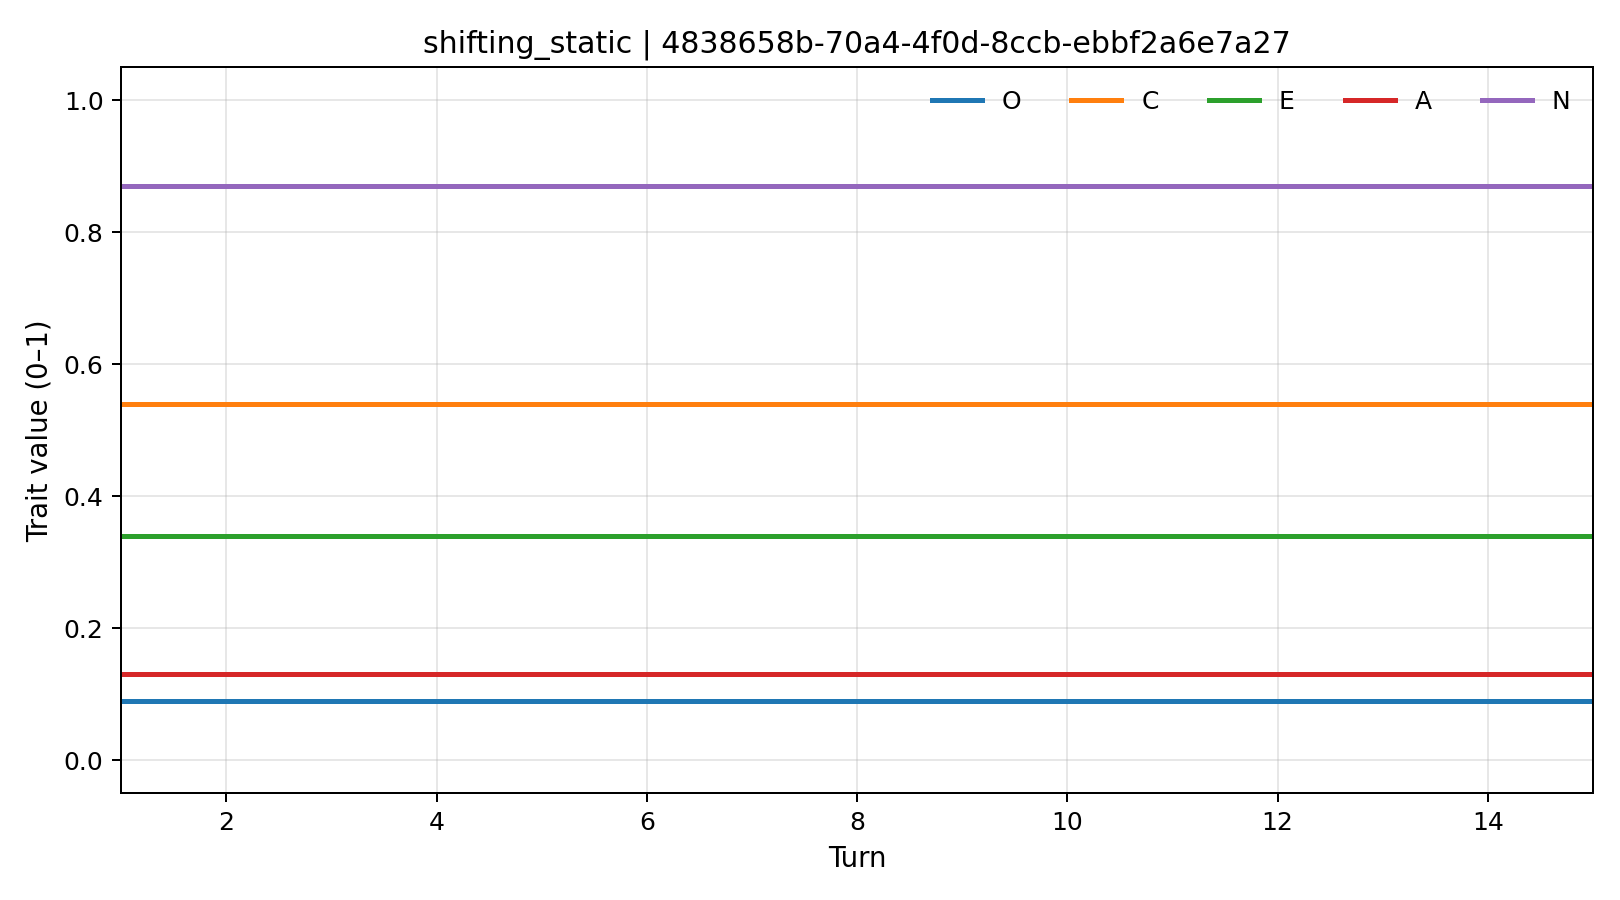 shifting_static | 4838658b-70a4-4f0d-8ccb-ebbf2a6e7a27
O C E A N
Trait value (0–1)
1.0
0.8
0.6
0.4
0.2
0.0
2 4 6 8 10 12 14
Turn